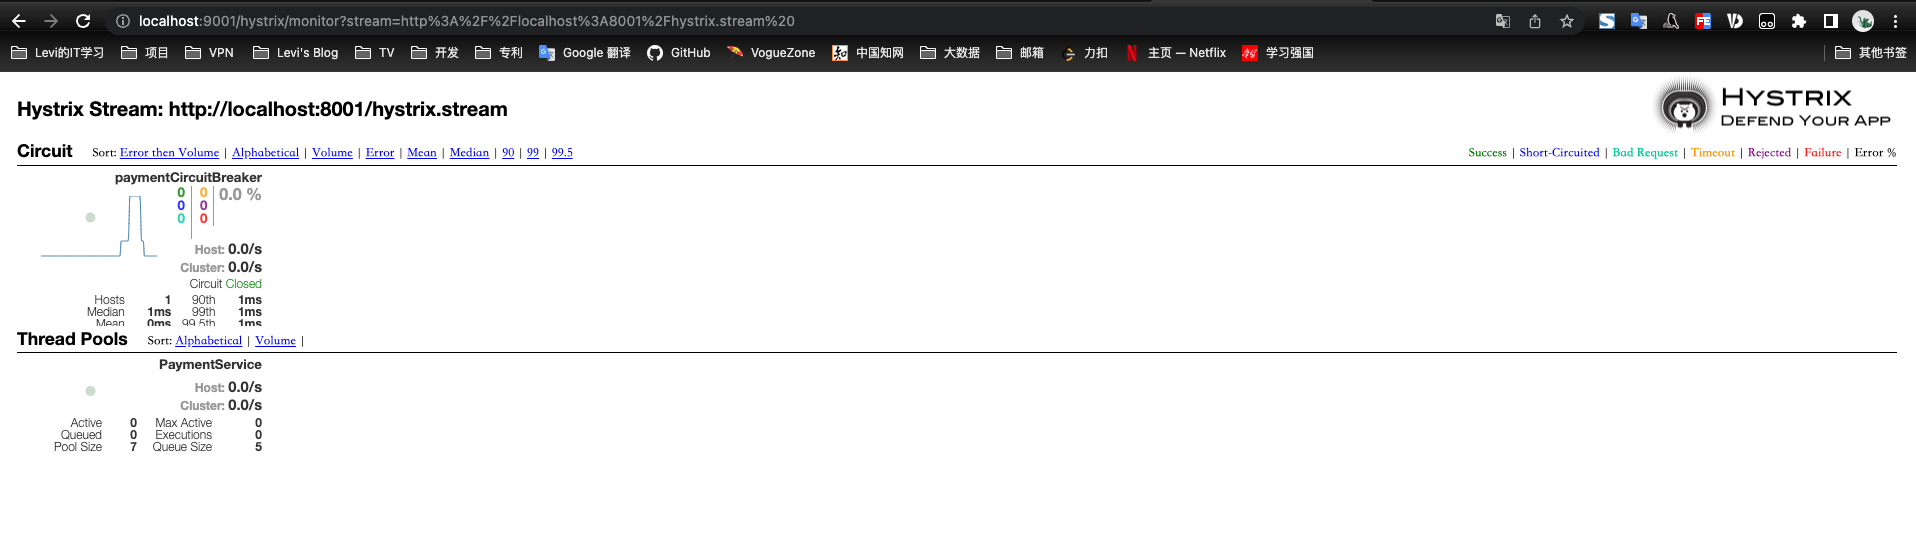 localhost:9001/hystrix/monitor?stream=http%3A%2F%2Flocalhost%3A8001%2Fhystrix.stream%20
Levi的IT学习 项目 VPN Levi's Blog TV 开发 专利 Google 翻译 GitHub VogueZone 中国知网 大数据 邮箱 力扣 主页 — Netflix 学习强国 其他书签
Hystrix Stream: http://localhost:8001/hystrix.stream
HYSTRIX
DEFEND YOUR APP
Circuit Sort: Error then Volume | Alphabetical | Volume | Error | Mean | Median | 90 | 99 | 99.5
Success | Short-Circuited | Bad Request | Timeout | Rejected | Failure | Error %
paymentCircuitBreaker
0 0 0.0 %
0 0
0 0
Host: 0.0/s
Cluster: 0.0/s
Circuit Closed
Hosts 1 90th 1ms
Median 1ms 99th 1ms
Mean 0ms 99.5th 1ms
Thread Pools Sort: Alphabetical | Volume |
PaymentService
Host: 0.0/s
Cluster: 0.0/s
Active 0 Max Active 0
Queued 0 Executions 0
Pool Size 7 Queue Size 5